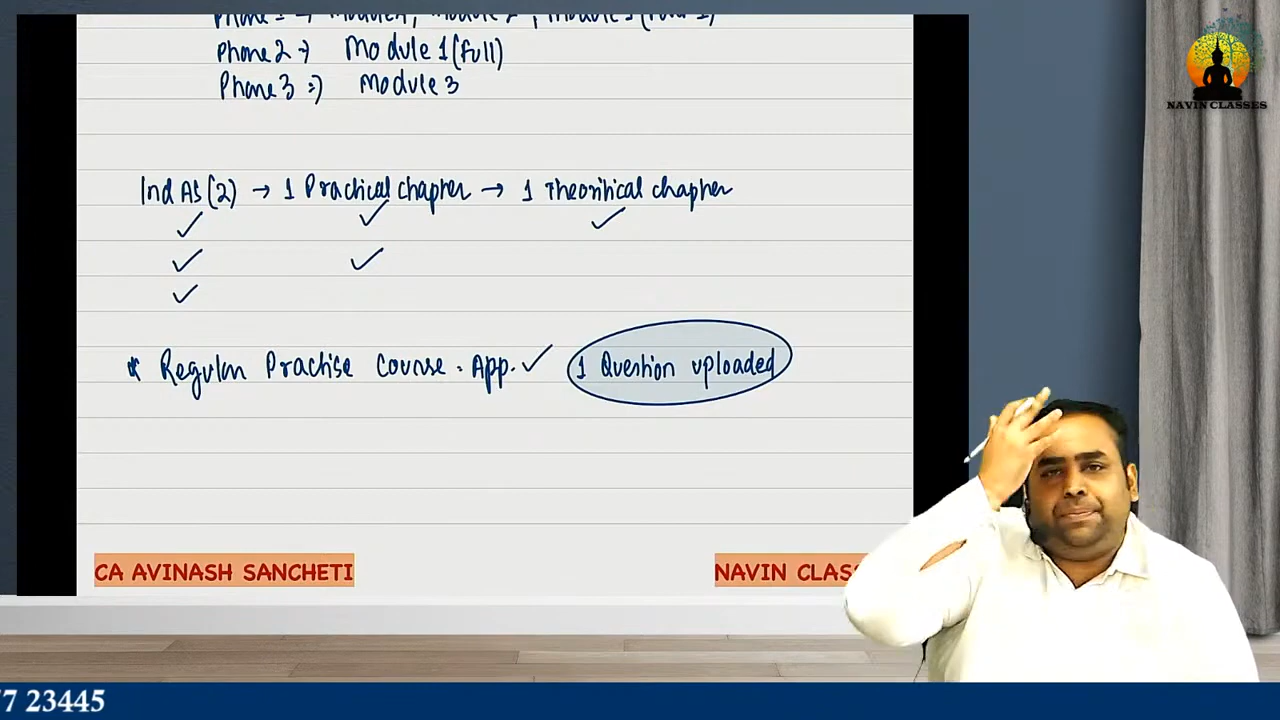 Phone 2 → Module 1 (Full)
Phone 3 → Module 3
NAVIN CLASSES
Ind AS (2) → 1 Practical chapter → 1 Theoritical chapter
* Regular Practise Course - App. ✓ 1 Question uploaded
CA AVINASH SANCHETI
NAVIN CLASS
7 23445